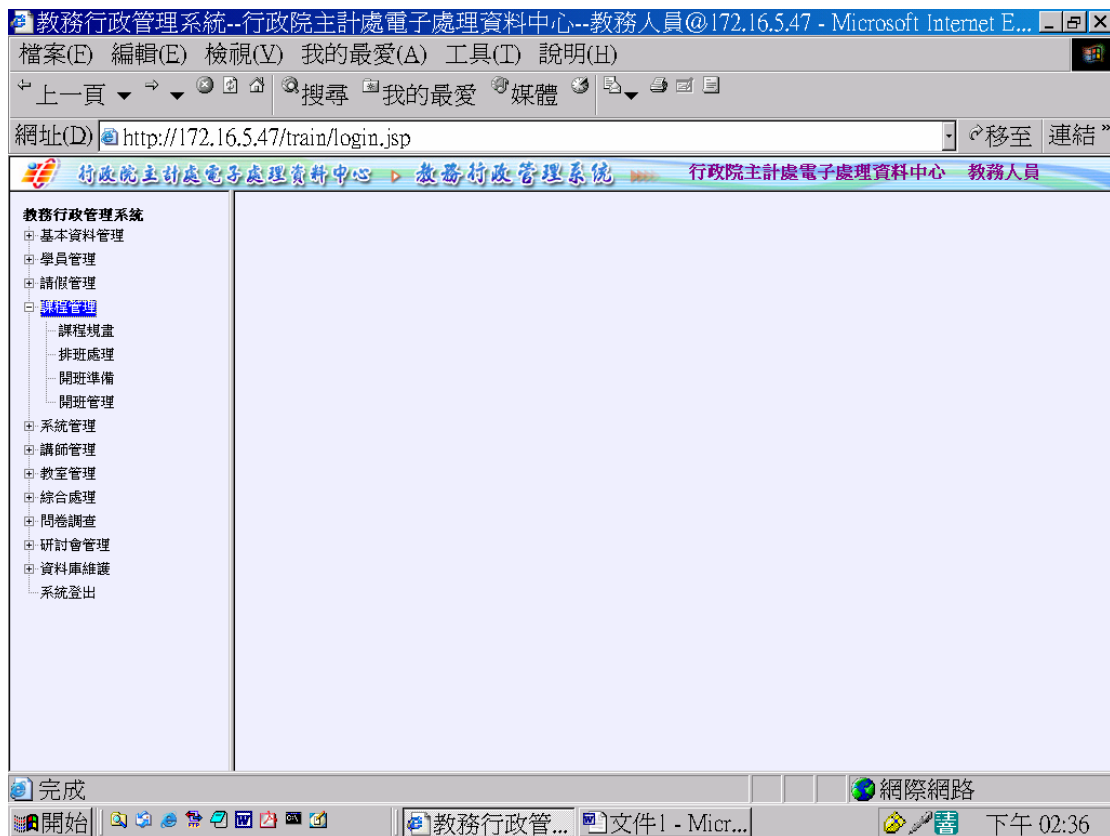 教務行政管理系統--行政院主計處電子處理資料中心--教務人員@172.16.5.47 - Microsoft Internet E...
檔案(F) 編輯(E) 檢視(V) 我的最愛(A) 工具(T) 說明(H)
上一頁 搜尋 我的最愛 媒體
網址(D) http://172.16.5.47/train/login.jsp 移至 連結 »
行政院主計處電子處理資料中心 教務行政管理系統 行政院主計處電子處理資料中心 教務人員
教務行政管理系統
基本資料管理
學員管理
請假管理
課程管理
課程規畫
排班處理
開班準備
開班管理
系統管理
講師管理
教室管理
綜合處理
問卷調查
研討會管理
資料庫維護
系統登出
完成 網際網路
開始 教務行政管... 文件1 - Micr... 下午 02:36